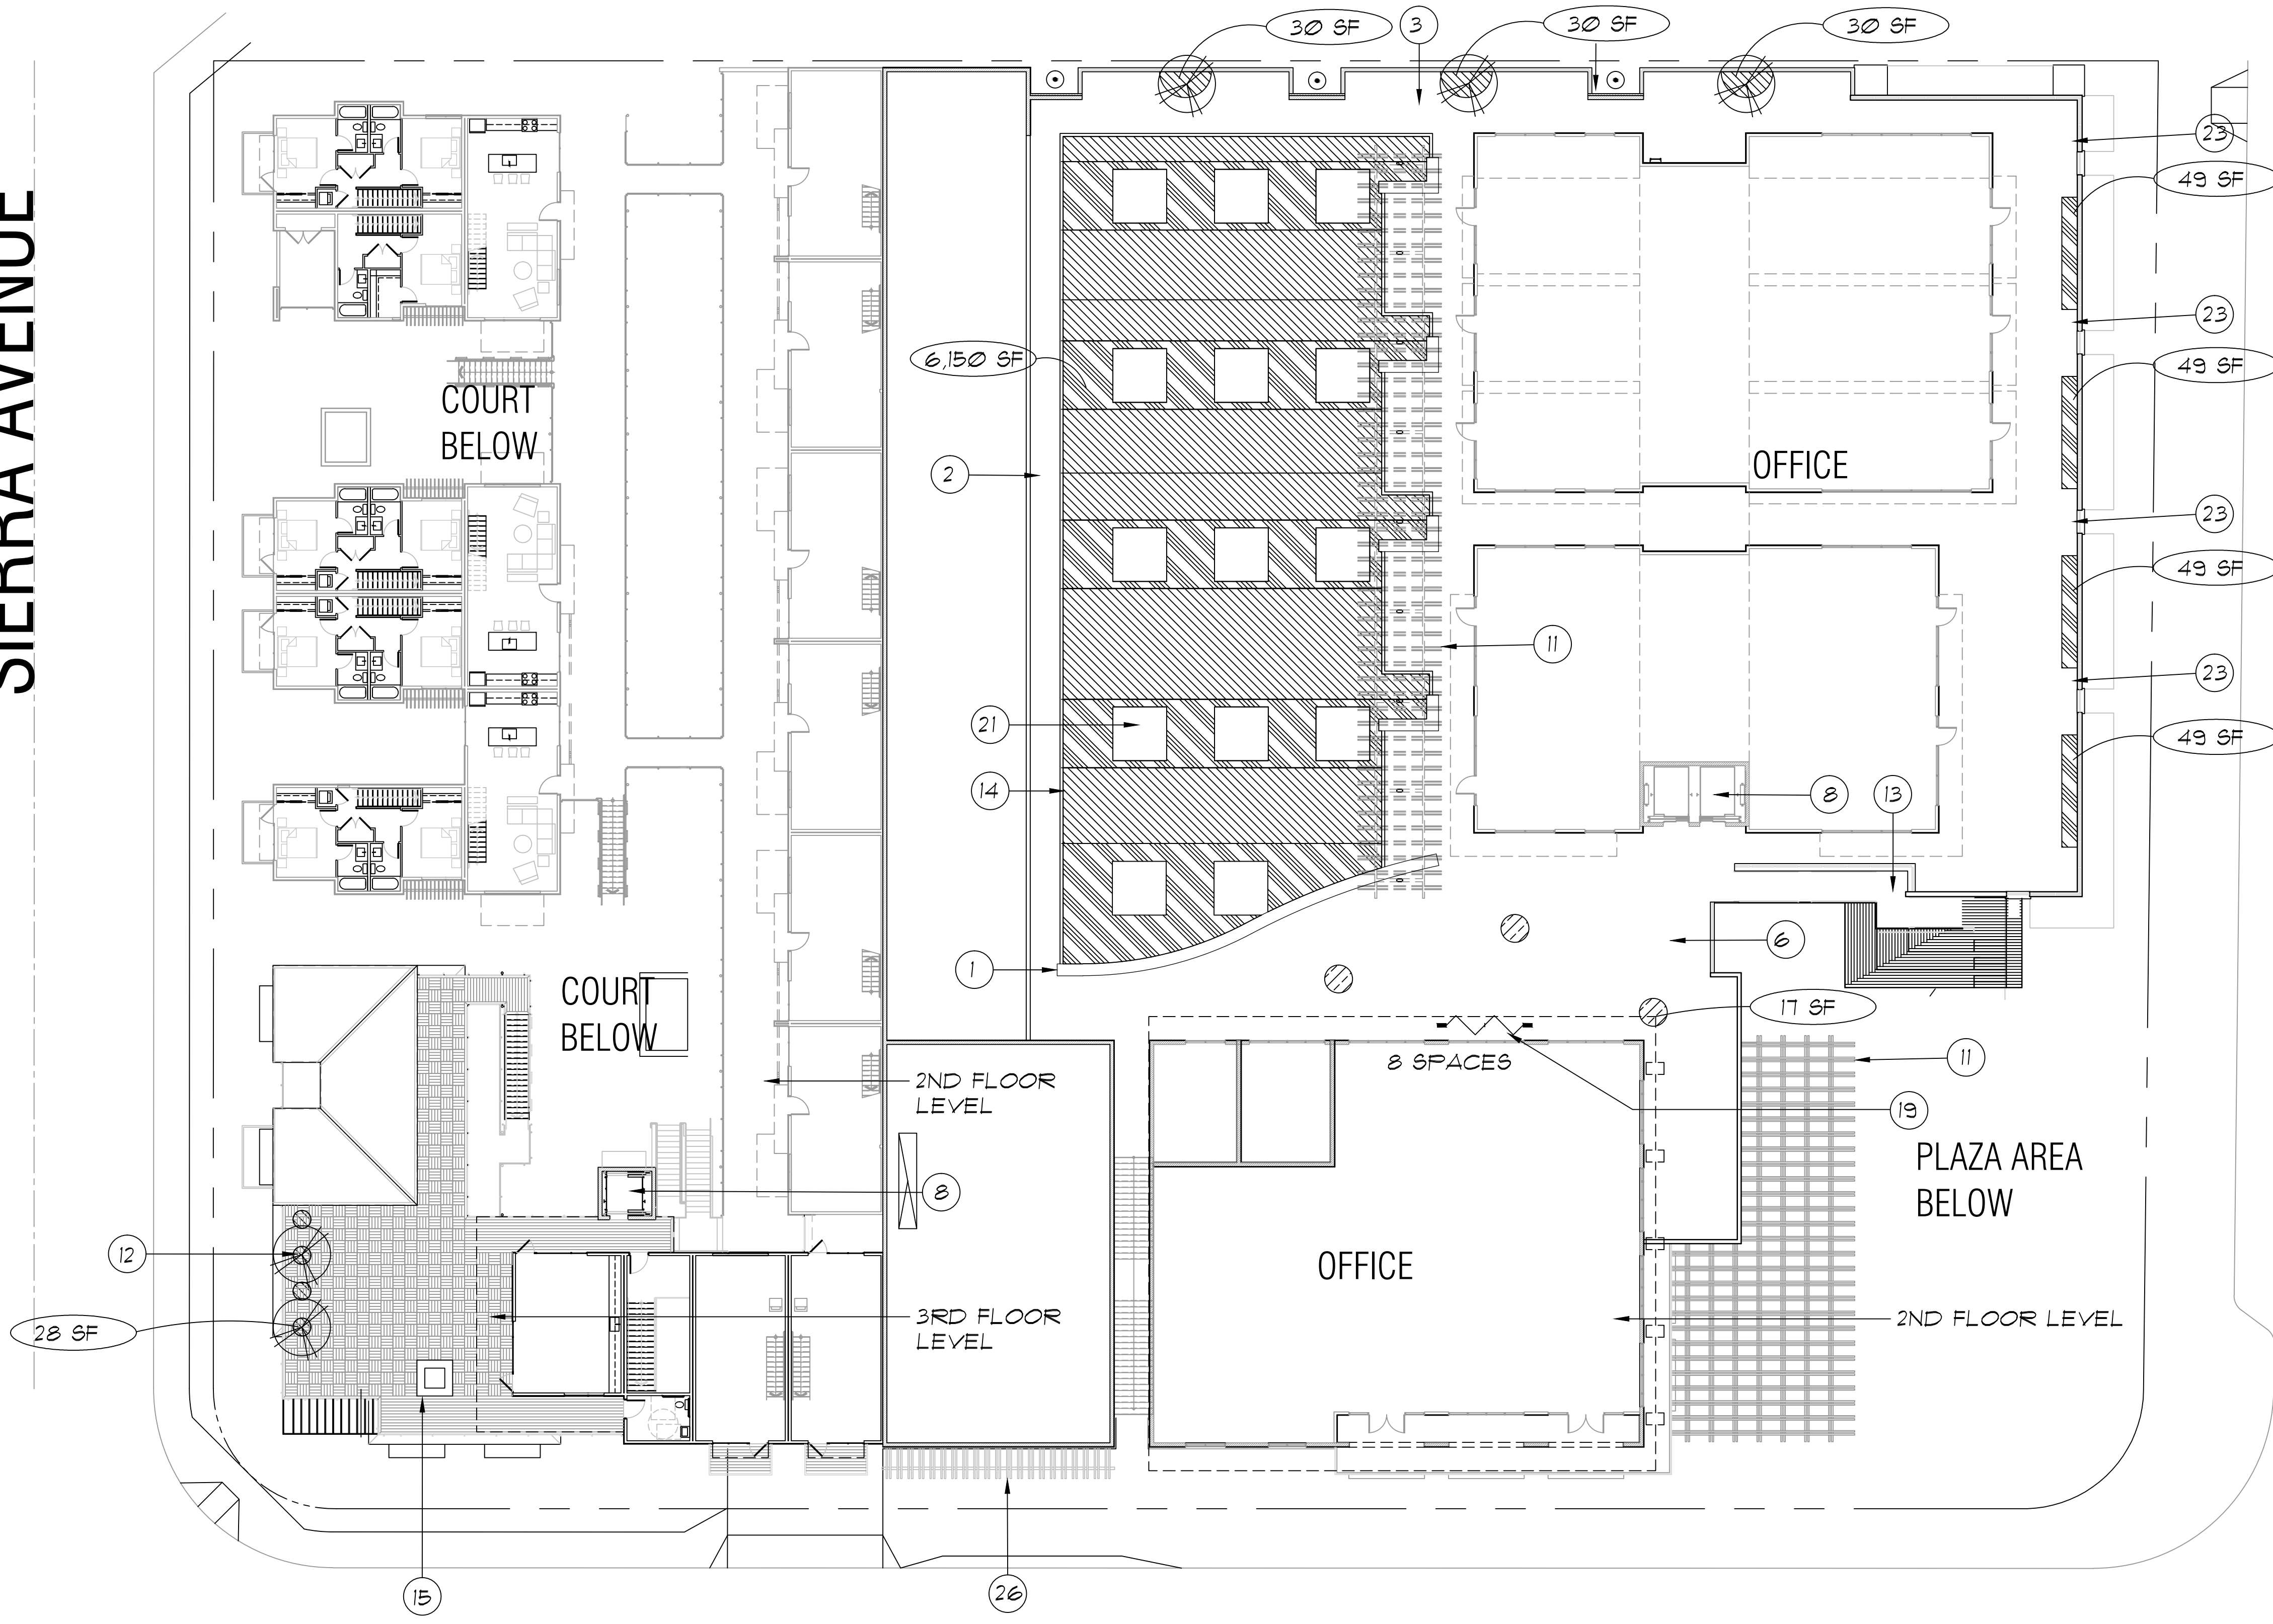 30 SF
3
30 SF
30 SF
23
49 SF
SIERRA AVENUE
23
6,150 SF
49 SF
COURT
BELOW
2
OFFICE
23
49 SF
11
23
21
49 SF
14
8
13
6
1
COURT
BELOW
17 SF
8 SPACES
11
2ND FLOOR
LEVEL
19
PLAZA AREA
BELOW
8
12
OFFICE
28 SF
3RD FLOOR
LEVEL
2ND FLOOR LEVEL
15
26